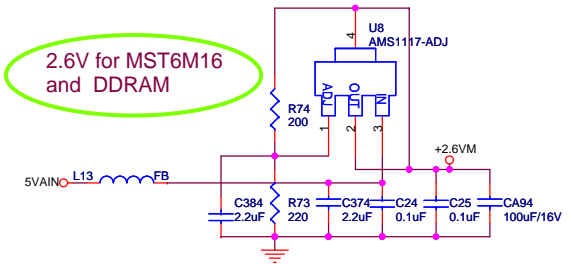 2.6V for MST6M16
and DDRAM
U8
AMS1117-ADJ
4
ADJ
OUT
IN
1
2
3
R74
200
+2.6VM
5VAIN
L13
FB
C384
2.2uF
R73
220
C374
2.2uF
C24
0.1uF
C25
0.1uF
CA94
100uF/16V